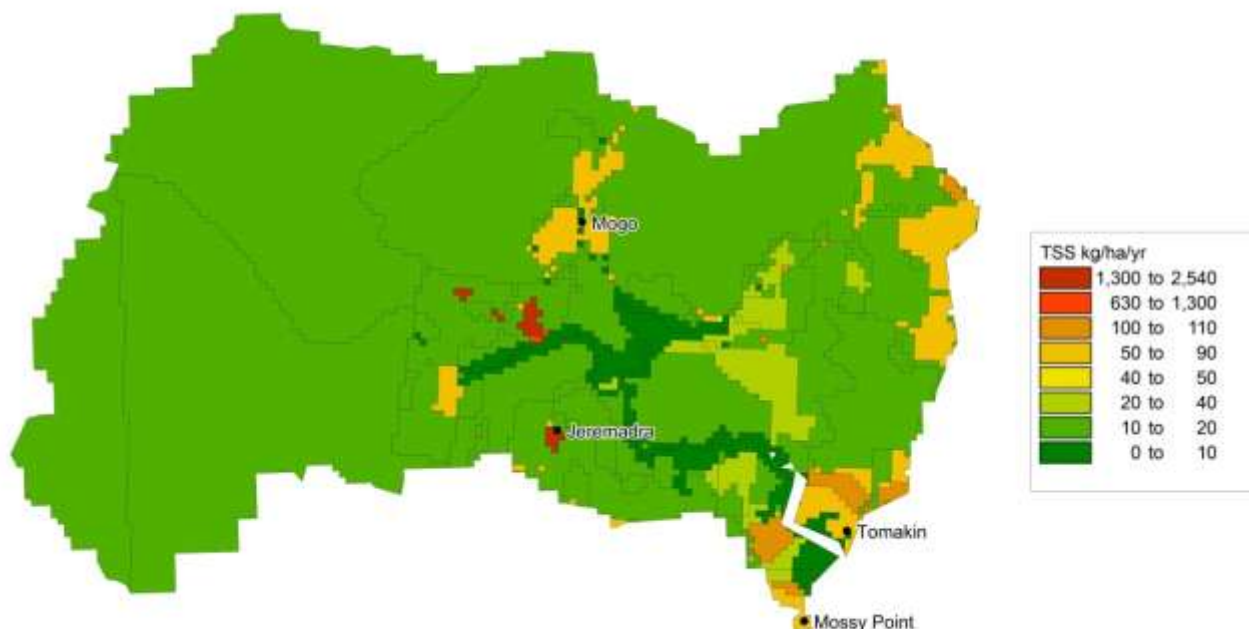 Mogo
Jeremadra
Tomakin
Mossy Point
TSS kg/ha/yr
1,300 to 2,540
630 to 1,300
100 to 110
50 to 90
40 to 50
20 to 40
10 to 20
0 to 10